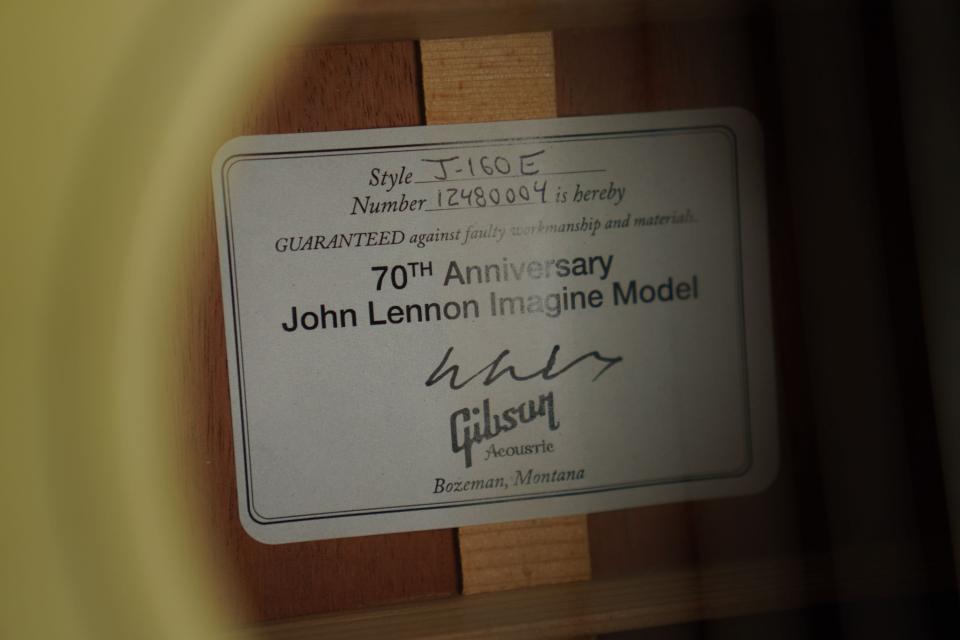 Style J-160E
Number 12480004 is hereby
GUARANTEED against faulty workmanship and materials.
70TH Anniversary
John Lennon Imagine Model
Gibson
Acoustic
Bozeman, Montana